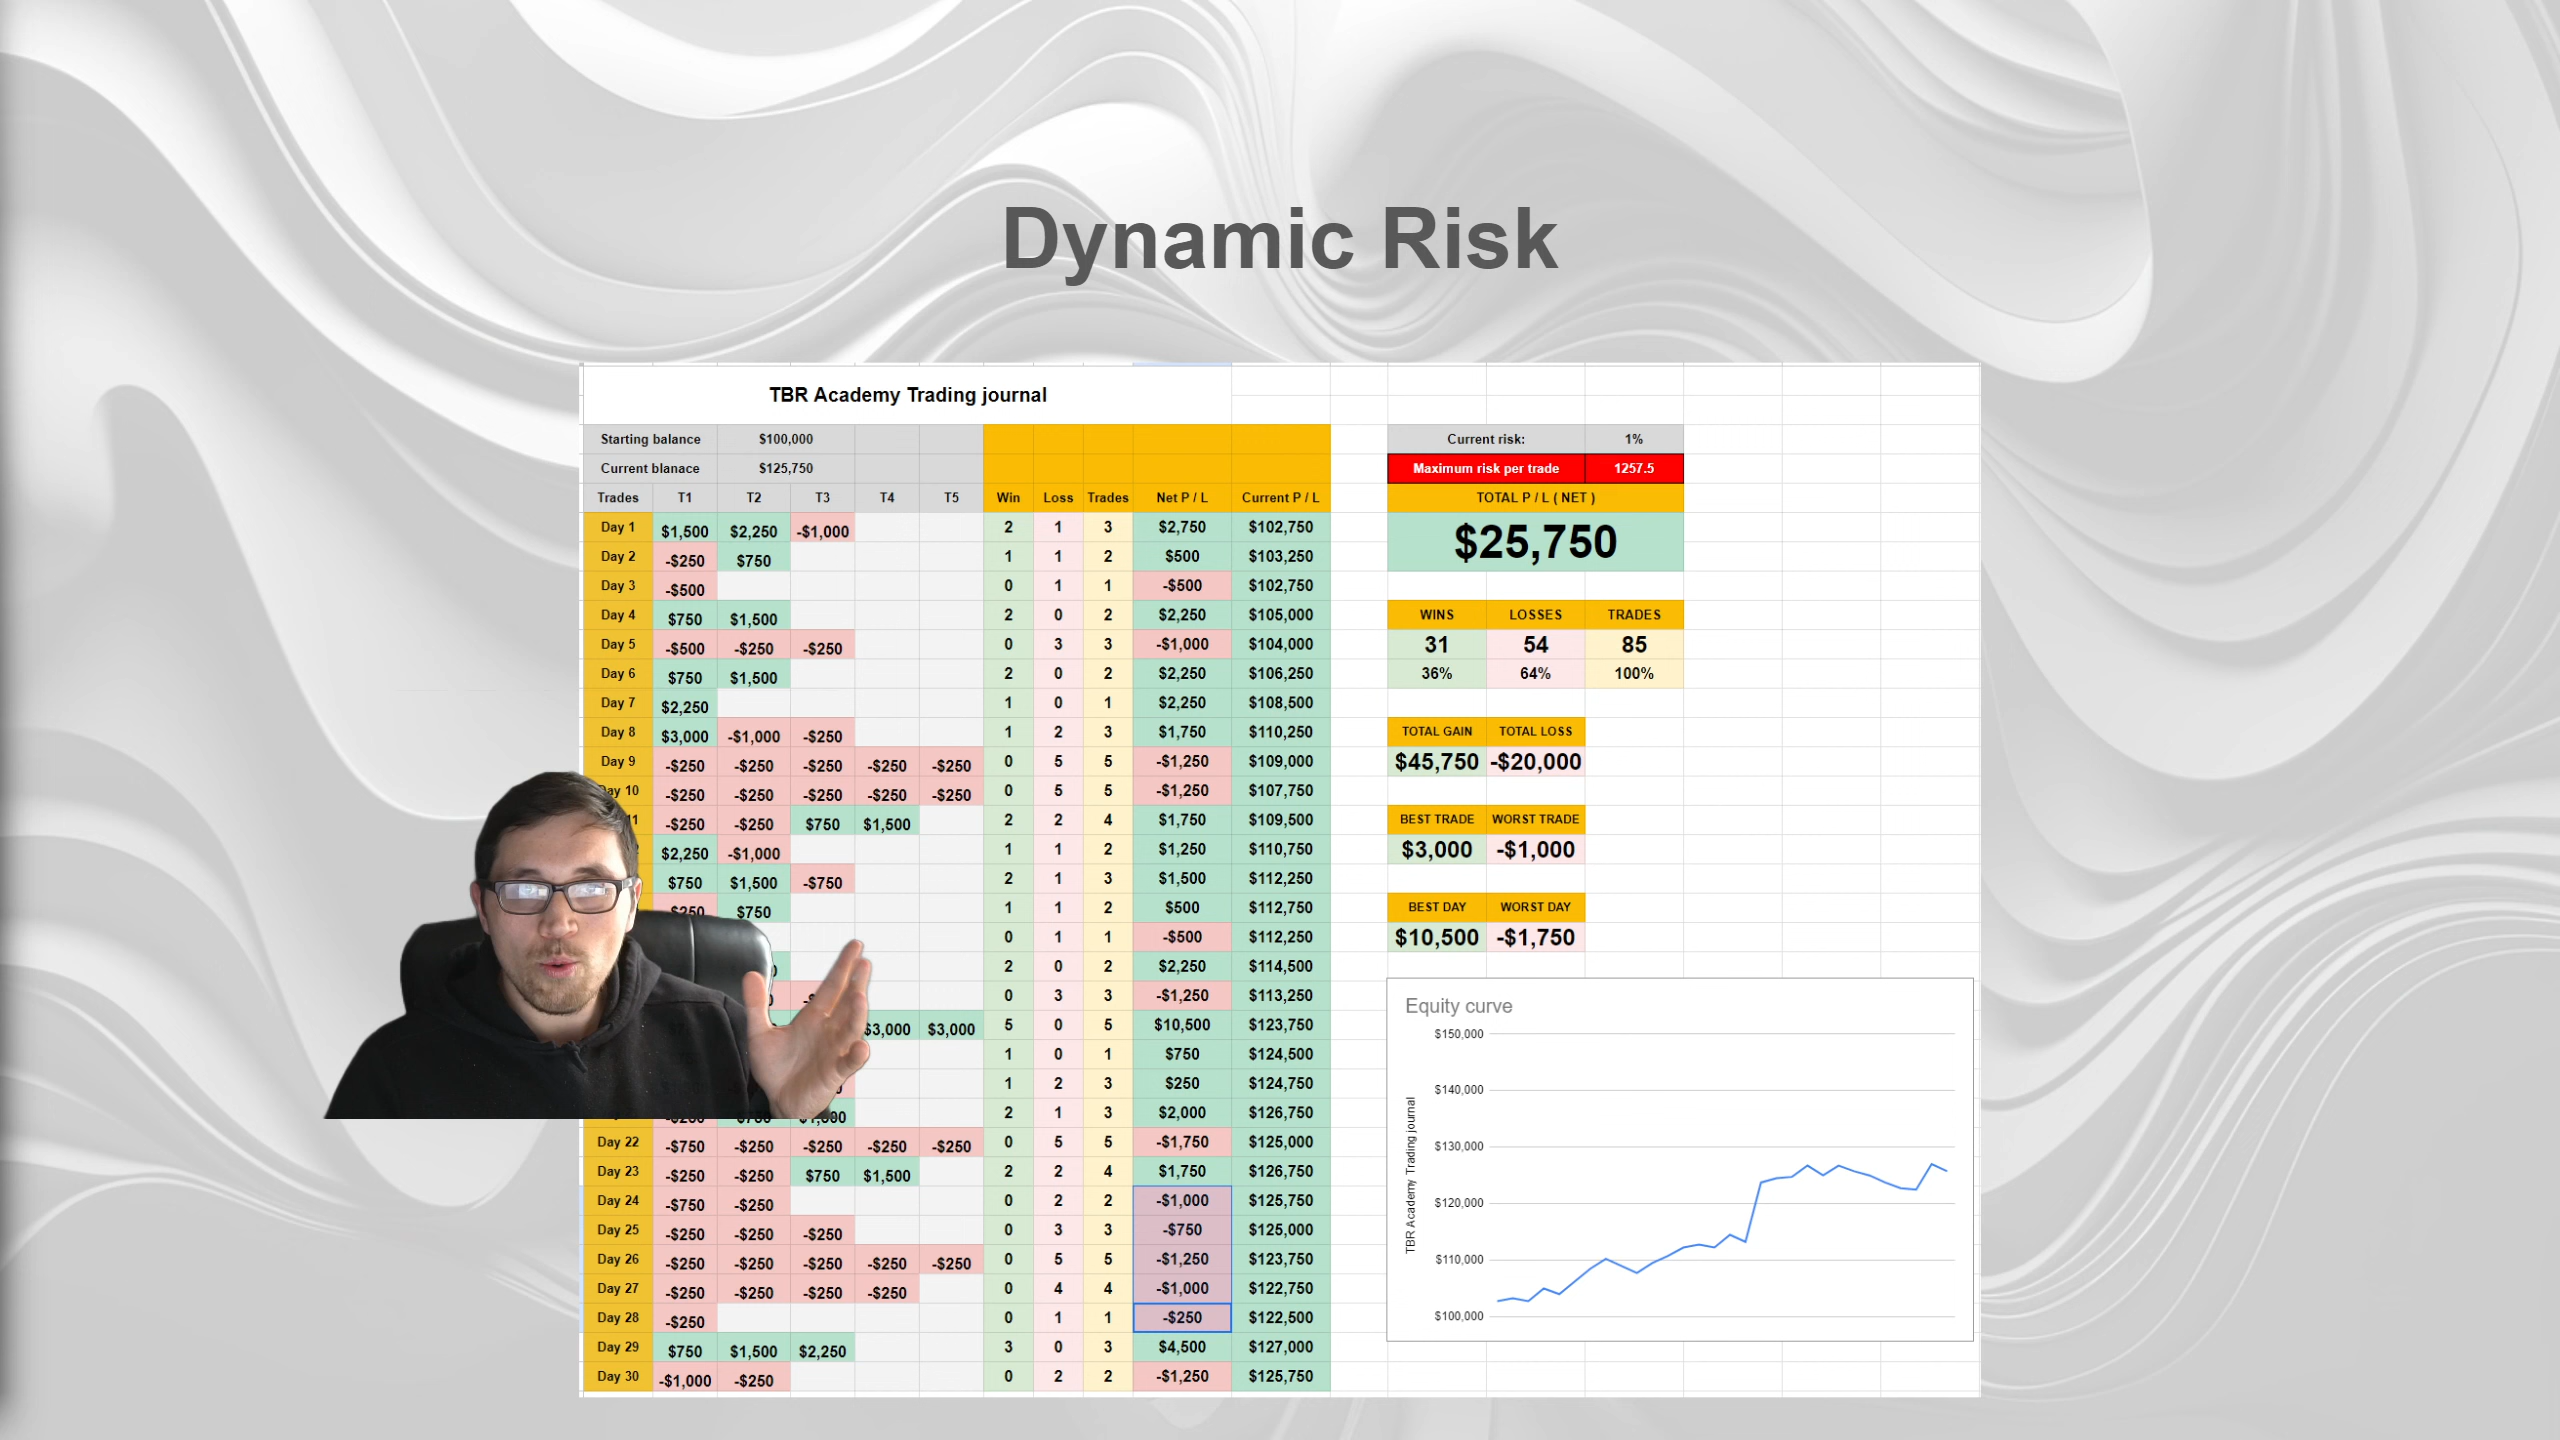 Dynamic Risk
TBR Academy Trading journal
Starting balance $100,000 Current risk: 1%
Current blanace $125,750 Maximum risk per trade 1257.5
Trades T1 T2 T3 T4 T5 Win Loss Trades Net P / L Current P / L TOTAL P / L ( NET )
Day 1 $1,500 $2,250 -$1,000 2 1 3 $2,750 $102,750 $25,750
Day 2 -$250 $750 1 1 2 $500 $103,250
Day 3 -$500 0 1 1 -$500 $102,750
Day 4 $750 $1,500 2 0 2 $2,250 $105,000 WINS LOSSES TRADES
Day 5 -$500 -$250 -$250 0 3 3 -$1,000 $104,000 31 54 85
Day 6 $750 $1,500 2 0 2 $2,250 $106,250 36% 64% 100%
Day 7 $2,250 1 0 1 $2,250 $108,500
Day 8 $3,000 -$1,000 -$250 1 2 3 $1,750 $110,250 TOTAL GAIN TOTAL LOSS
Day 9 -$250 -$250 -$250 -$250 -$250 0 5 5 -$1,250 $109,000 $45,750 -$20,000
10 -$250 -$250 -$250 -$250 -$250 0 5 5 -$1,250 $107,750
-$250 -$250 $750 $1,500 2 2 4 $1,750 $109,500 BEST TRADE WORST TRADE
$2,250 -$1,000 1 1 2 $1,250 $110,750 $3,000 -$1,000
$750 $1,500 -$750 2 1 3 $1,500 $112,250
$750 1 1 2 $500 $112,750 BEST DAY WORST DAY
0 1 1 -$500 $112,250 $10,500 -$1,750
2 0 2 $2,250 $114,500
0 3 3 -$1,250 $113,250
$3,000 $3,000 5 0 5 $10,500 $123,750
1 0 1 $750 $124,500
1 2 3 $250 $124,750
2 1 3 $2,000 $126,750
Day 22 -$750 -$250 -$250 -$250 -$250 0 5 5 -$1,750 $125,000
Day 23 -$250 -$250 $750 $1,500 2 2 4 $1,750 $126,750
Day 24 -$750 -$250 0 2 2 -$1,000 $125,750
Day 25 -$250 -$250 -$250 0 3 3 -$750 $125,000
Day 26 -$250 -$250 -$250 -$250 -$250 0 5 5 -$1,250 $123,750
Day 27 -$250 -$250 -$250 -$250 0 4 4 -$1,000 $122,750
Day 28 -$250 0 1 1 -$250 $122,500
Day 29 $750 $1,500 $2,250 3 0 3 $4,500 $127,000
Day 30 -$1,000 -$250 0 2 2 -$1,250 $125,750
Equity curve
TBR Academy Trading journal
$150,000
$140,000
$130,000
$120,000
$110,000
$100,000